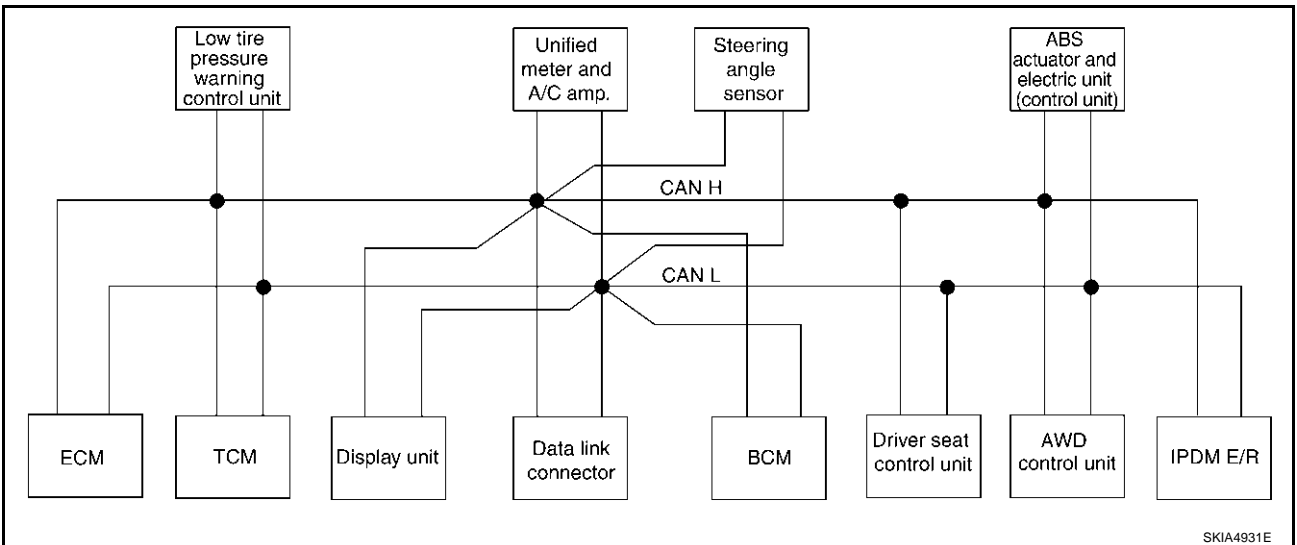 Low tire
pressure
warning
control unit
Unified
meter and
A/C amp.
Steering
angle
sensor
ABS
actuator and
electric unit
(control unit)
CAN H
CAN L
ECM
TCM
Display unit
Data link
connector
BCM
Driver seat
control unit
AWD
control unit
IPDM E/R
SKIA4931E